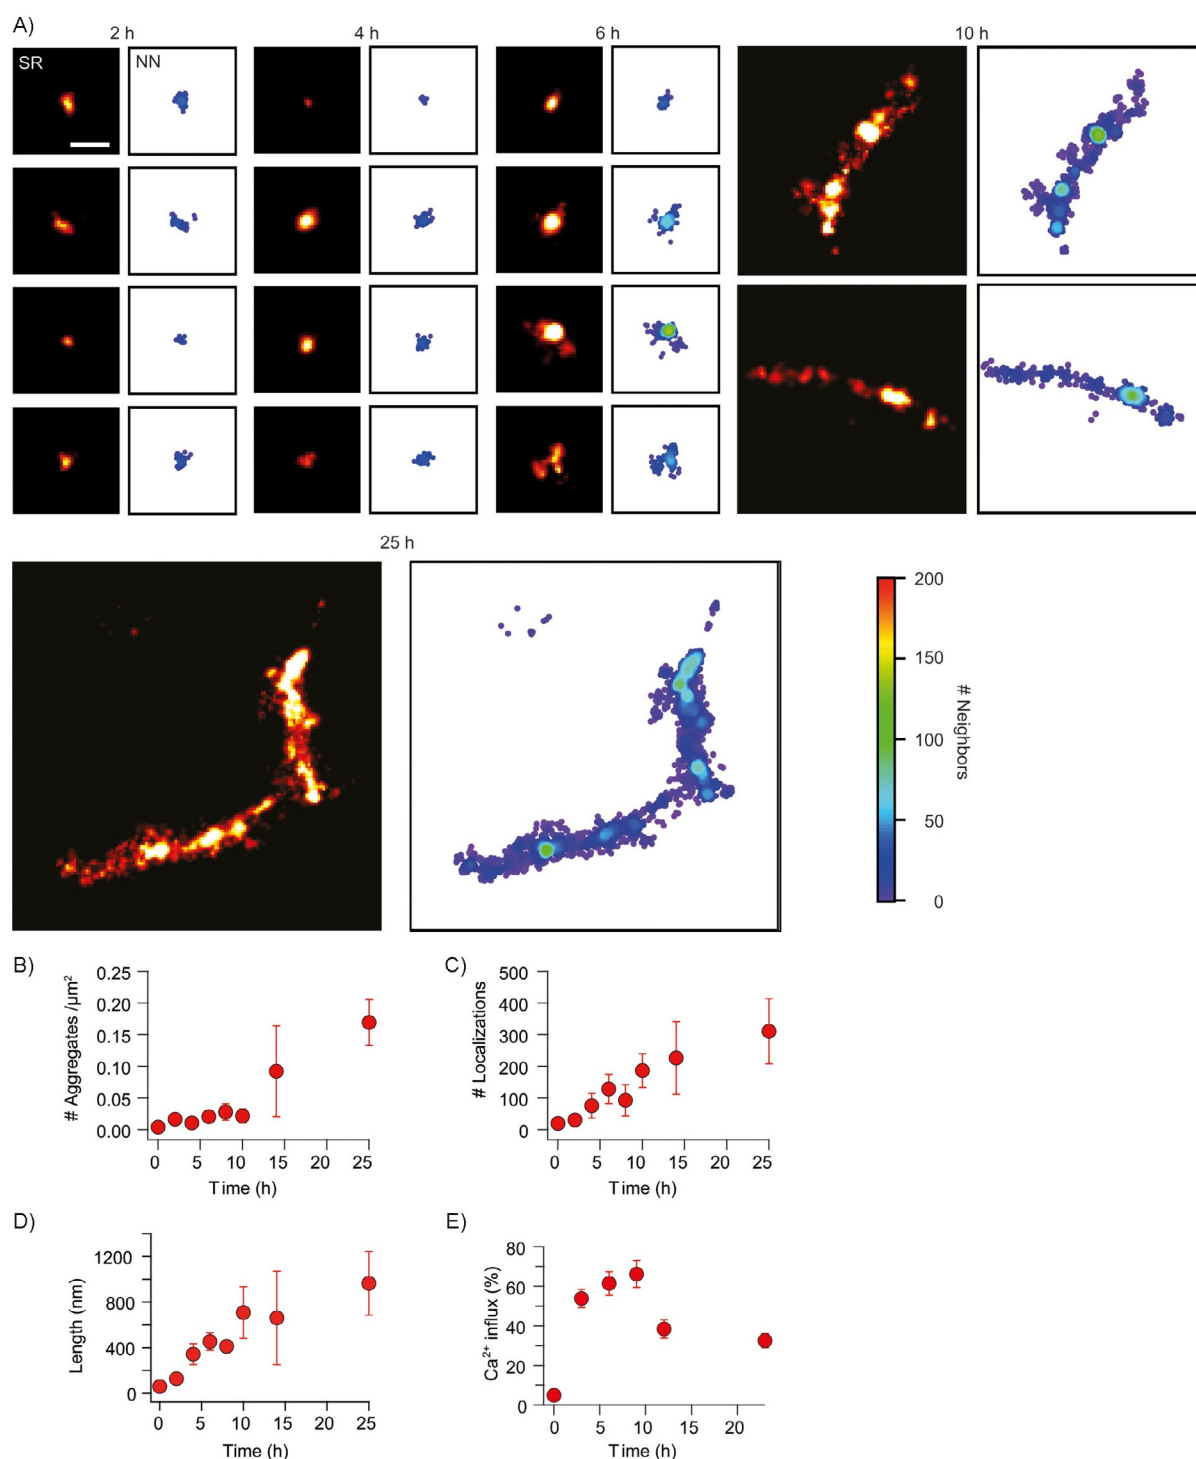 A)
2 h
4 h
6 h
10 h
SR
NN
25 h
200
150
100
50
0
# Neighbors
B)
# Aggregates /μm²
0.25
0.20
0.15
0.10
0.05
0.00
0 5 10 15 20 25
Time (h)
C)
# Localizations
500
400
300
200
100
0
0 5 10 15 20 25
Time (h)
D)
Length (nm)
1200
800
400
0
0 5 10 15 20 25
Time (h)
E)
Ca²⁺ influx (%)
80
60
40
20
0
0 5 10 15 20
Time (h)